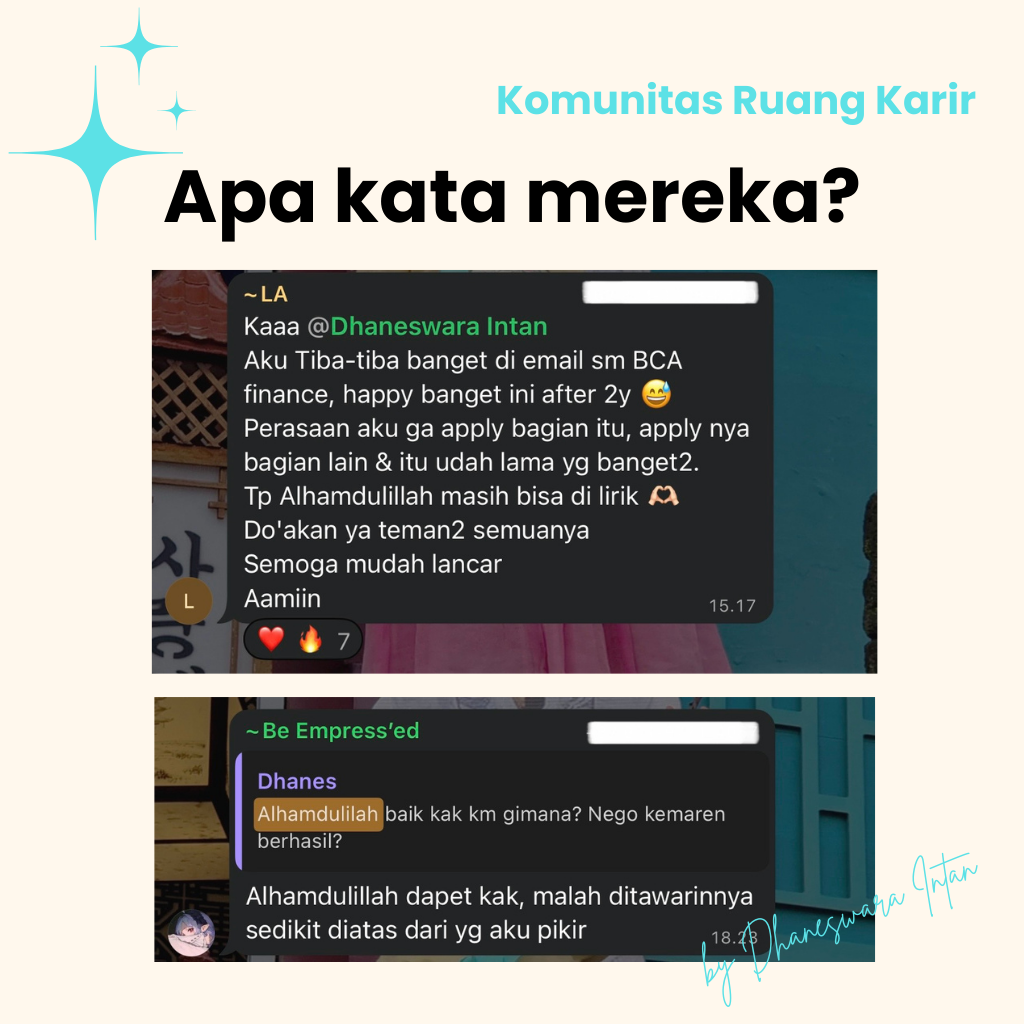 Komunitas Ruang Karir
Apa kata mereka?
~LA
Kaaa @Dhaneswara Intan
Aku Tiba-tiba banget di email sm BCA
finance, happy banget ini after 2y 😅
Perasaan aku ga apply bagian itu, apply nya
bagian lain & itu udah lama yg banget2.
Tp Alhamdulillah masih bisa di lirik 🫶🏻
Do'akan ya teman2 semuanya
Semoga mudah lancar
Aamiin
15.17
L
❤️ 🔥 7
~Be Empress’ed
Dhanes
Alhamdulilah baik kak km gimana? Nego kemaren
berhasil?
Alhamdulillah dapet kak, malah ditawarinnya
sedikit diatas dari yg aku pikir
18.23
by Dhaneswara Intan